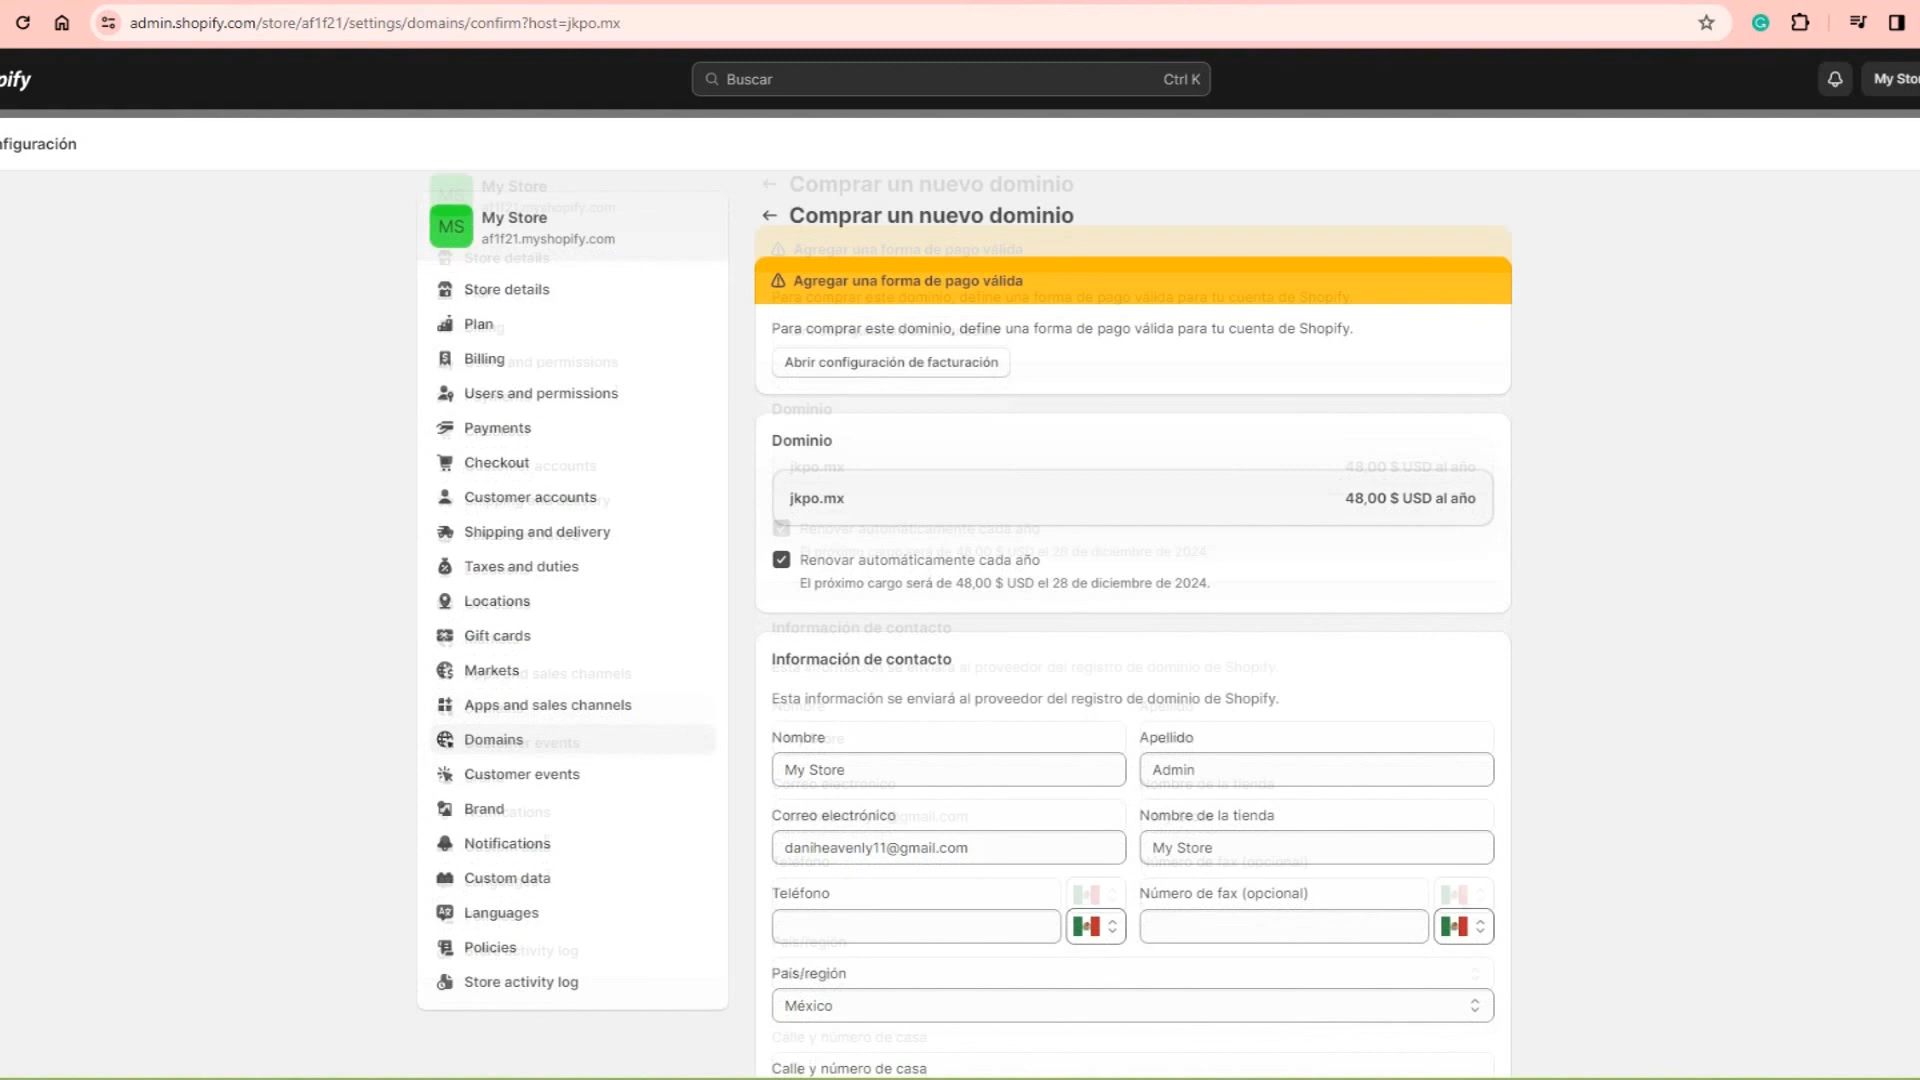 admin.shopify.com/store/af1f21/settings/domains/confirm?host=jkpo.mx
pify
Buscar
Ctrl K
My Sto
nfiguración
MS
My Store
af1f21.myshopify.com
Store details
Plan
Billing
Users and permissions
Payments
Checkout
Customer accounts
Shipping and delivery
Taxes and duties
Locations
Gift cards
Markets
Apps and sales channels
Domains
Customer events
Brand
Notifications
Custom data
Languages
Policies
Store activity log
Comprar un nuevo dominio
Agregar una forma de pago válida
Para comprar este dominio, define una forma de pago válida para tu cuenta de Shopify.
Abrir configuración de facturación
Dominio
jkpo.mx
48,00 $ USD al año
Renovar automáticamente cada año
El próximo cargo será de 48,00 $ USD el 28 de diciembre de 2024.
Información de contacto
Esta información se enviará al proveedor del registro de dominio de Shopify.
Nombre
Apellido
My Store
Admin
Correo electrónico
Nombre de la tienda
daniheavenly11@gmail.com
My Store
Teléfono
Número de fax (opcional)
País/región
México
Calle y número de casa